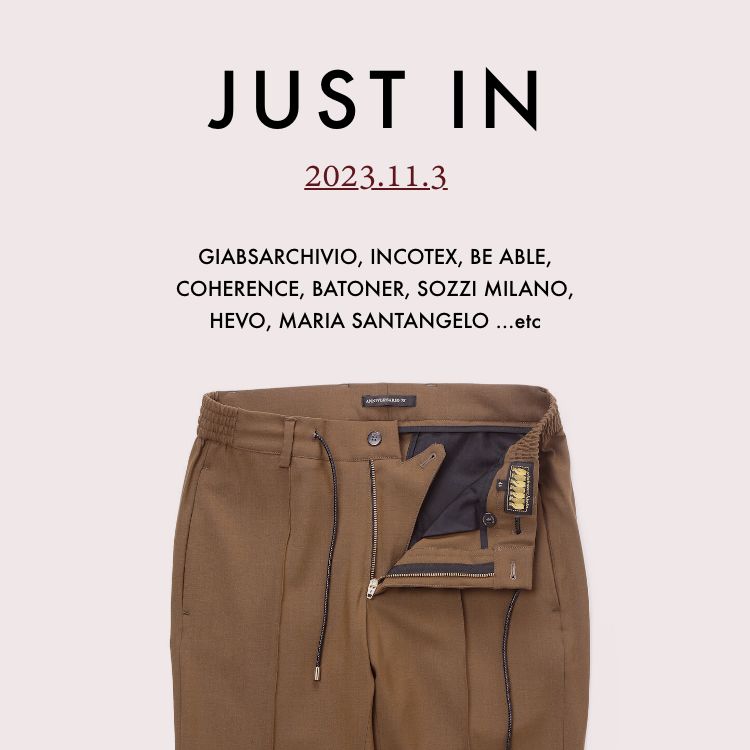 JUST IN
2023.11.3
GIABSARCHIVIO, INCOTEX, BE ABLE,
COHERENCE, BATONER, SOZZI MILANO,
HEVO, MARIA SANTANGELO ...etc